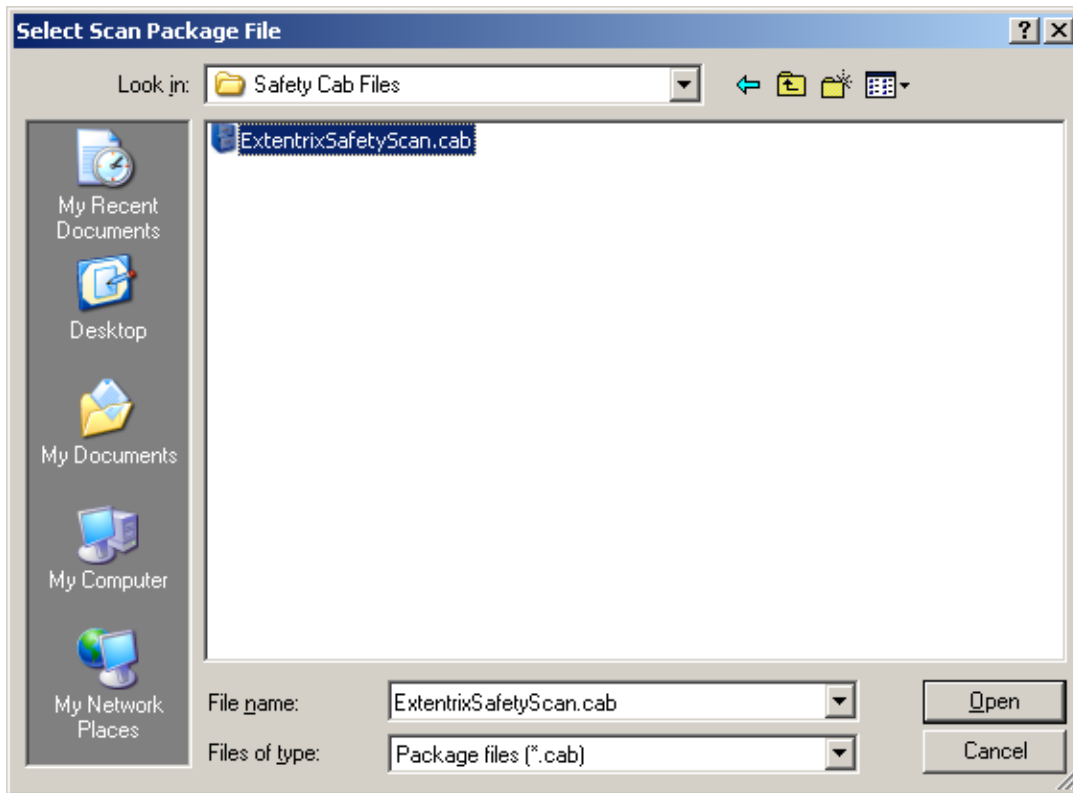 Select Scan Package File
Look in: Safety Cab Files
ExtentrixSafetyScan.cab
My Recent
Documents
Desktop
My Documents
My Computer
My Network
Places
File name: ExtentrixSafetyScan.cab Open
Files of type: Package files (*.cab) Cancel